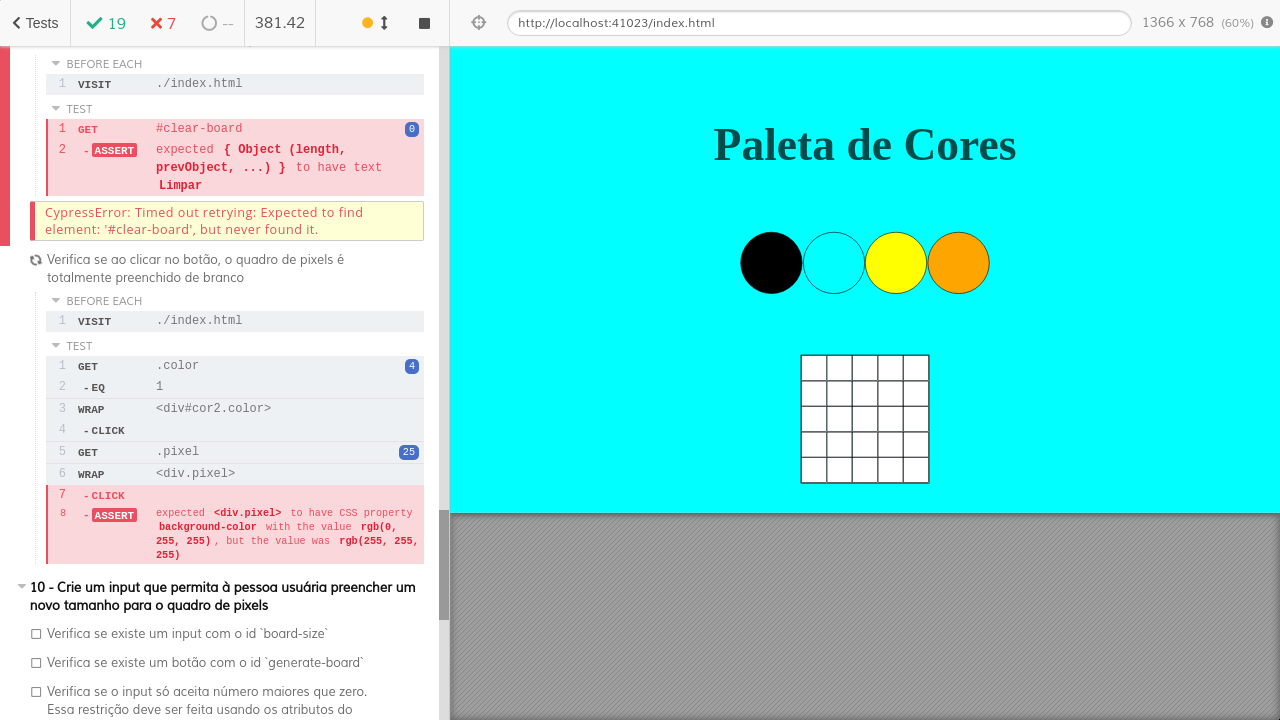 Tests
19
7
--
381.42
http://localhost:41023/index.html
1366 x 768 (60%)
BEFORE EACH
1 VISIT ./index.html
TEST
1 GET #clear-board 0
2 - ASSERT expected { Object (length,
prevObject, ...) } to have text
Limpar
CypressError: Timed out retrying: Expected to find
element: '#clear-board', but never found it.
Verifica se ao clicar no botão, o quadro de pixels é
totalmente preenchido de branco
BEFORE EACH
1 VISIT ./index.html
TEST
1 GET .color 4
2 - EQ 1
3 WRAP <div#cor2.color>
4 - CLICK
5 GET .pixel 25
6 WRAP <div.pixel>
7 - CLICK
8 - ASSERT expected <div.pixel> to have CSS property
background-color with the value rgb(0,
255, 255) , but the value was rgb(255, 255,
255)
10 - Crie um input que permita à pessoa usuária preencher um
novo tamanho para o quadro de pixels
Verifica se existe um input com o id `board-size`
Verifica se existe um botão com o id `generate-board`
Verifica se o input só aceita número maiores que zero.
Essa restrição deve ser feita usando os atributos do
Paleta de Cores